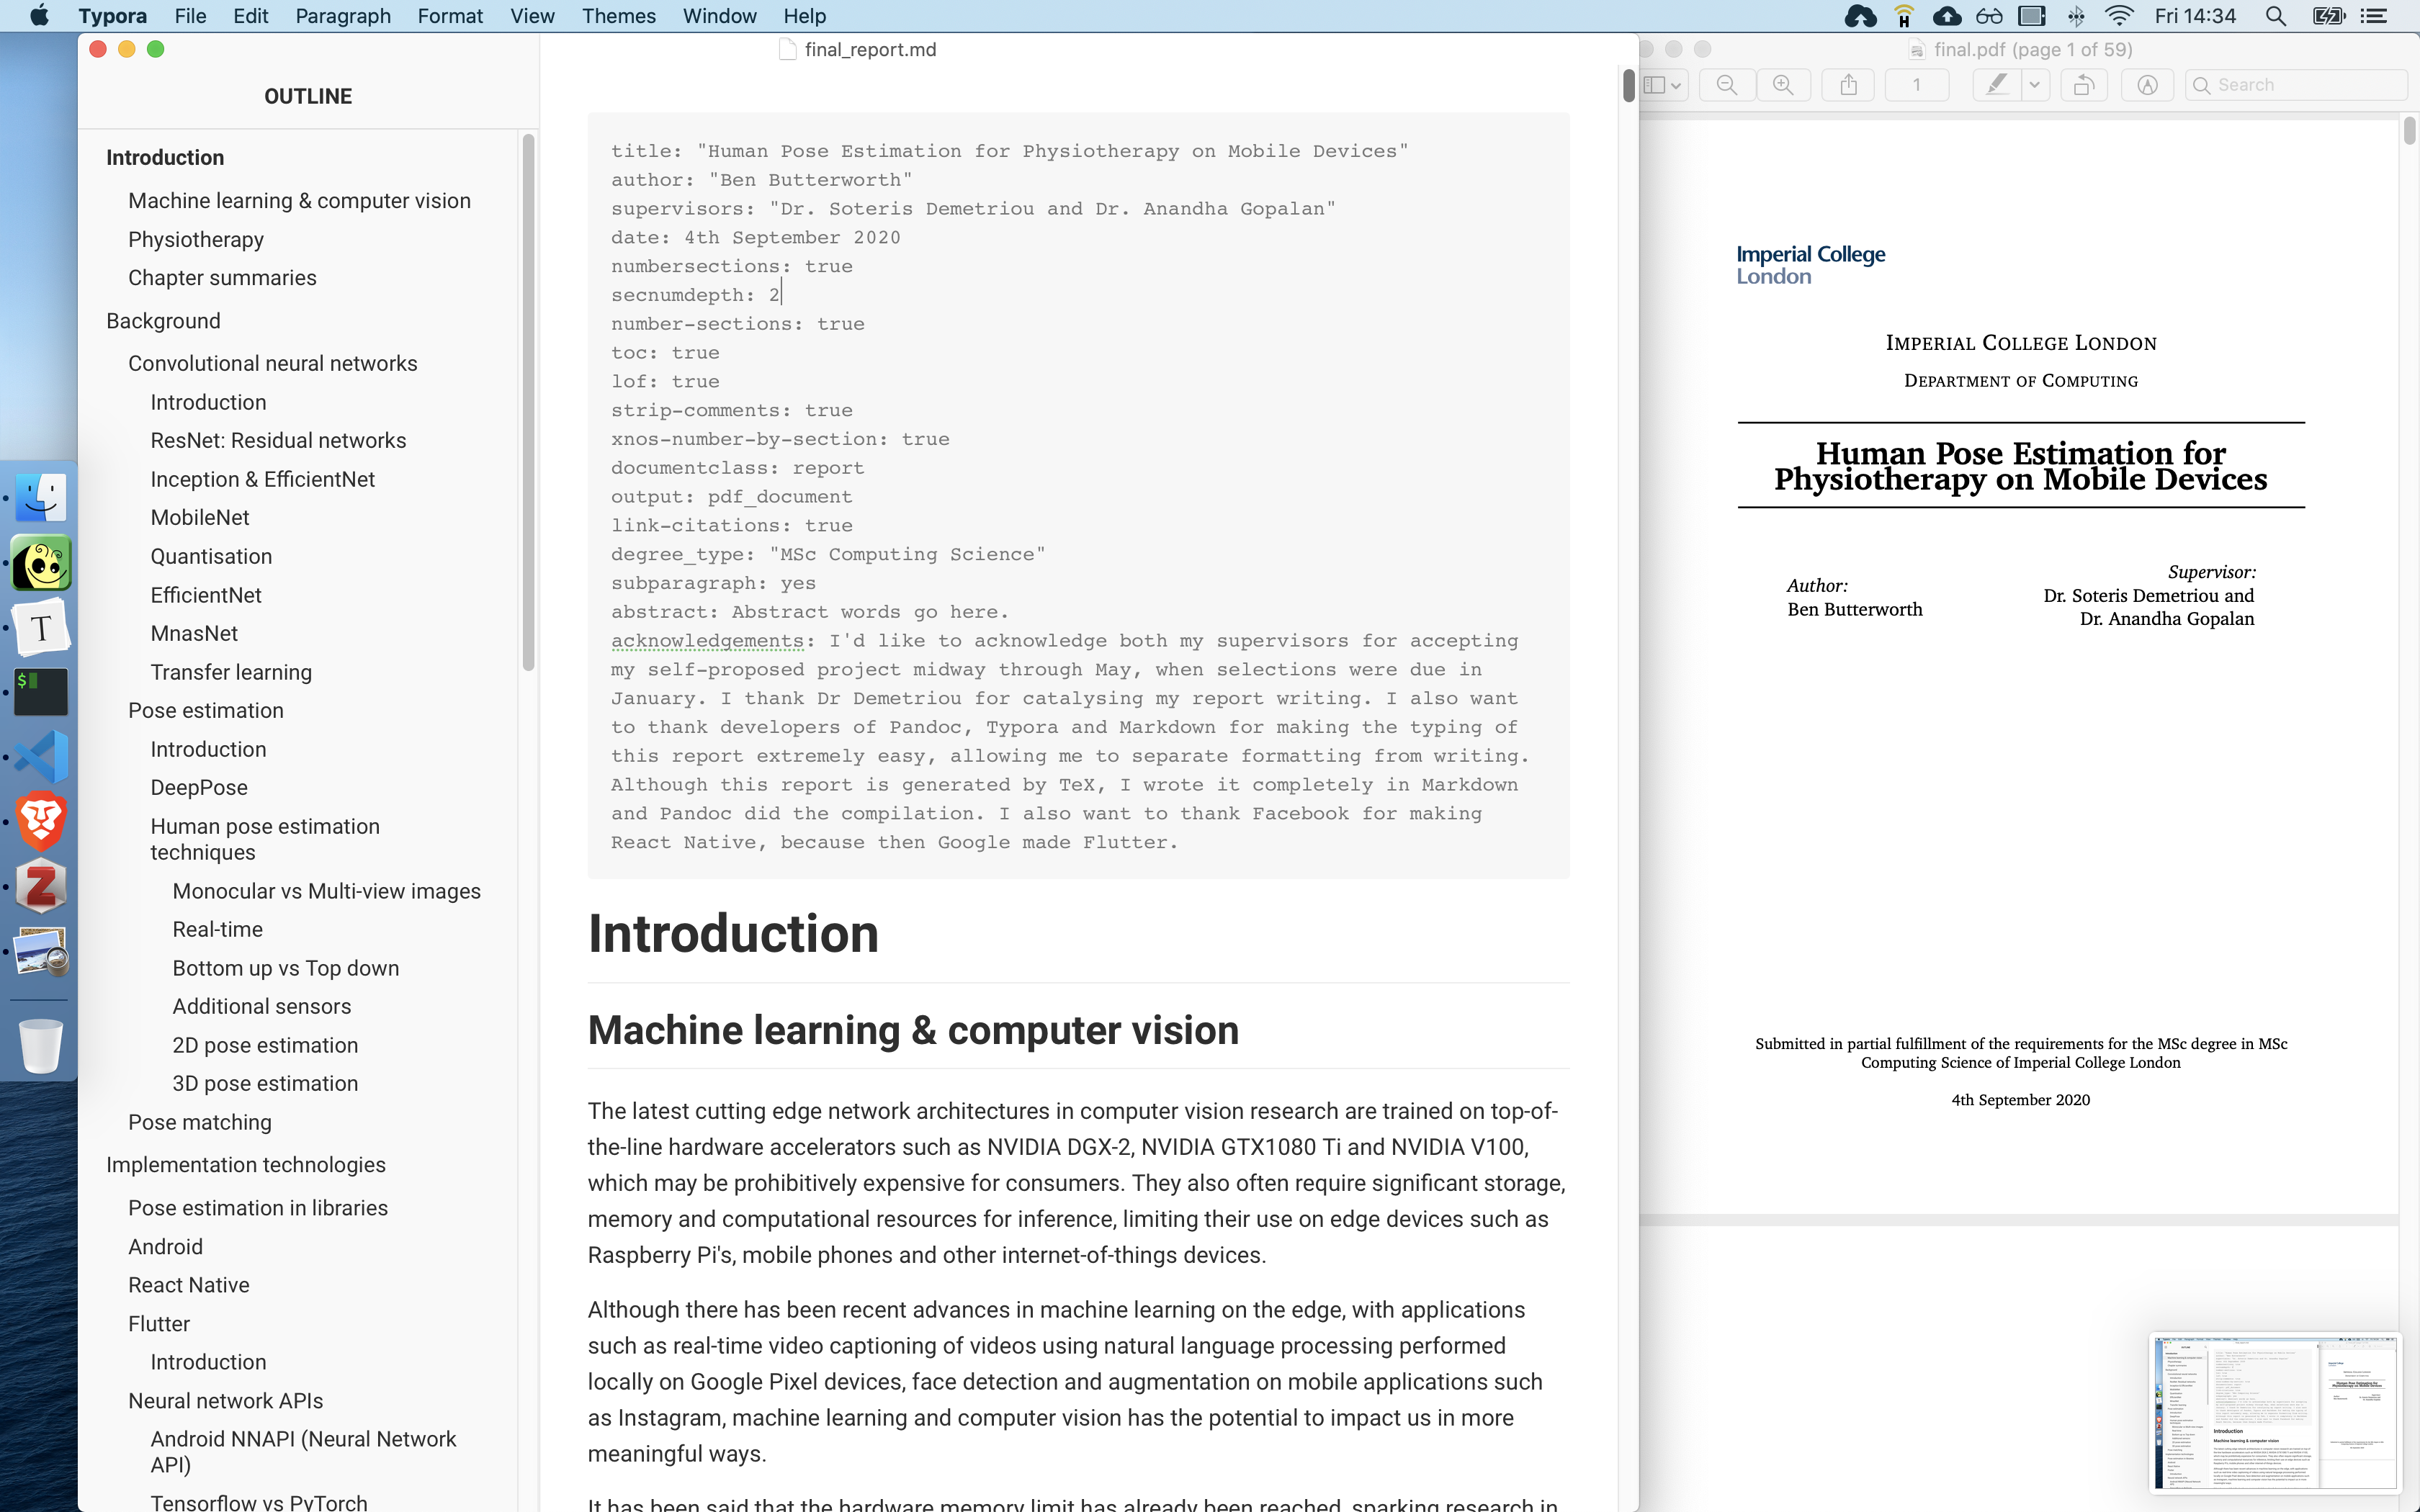 Typora File Edit Paragraph Format View Themes Window Help
Fri 14:34
OUTLINE
Introduction
Machine learning & computer vision
Physiotherapy
Chapter summaries
Background
Convolutional neural networks
Introduction
ResNet: Residual networks
Inception & EfficientNet
MobileNet
Quantisation
EfficientNet
MnasNet
Transfer learning
Pose estimation
Introduction
DeepPose
Human pose estimation
techniques
Monocular vs Multi-view images
Real-time
Bottom up vs Top down
Additional sensors
2D pose estimation
3D pose estimation
Pose matching
Implementation technologies
Pose estimation in libraries
Android
React Native
Flutter
Introduction
Neural network APIs
Android NNAPI (Neural Network
API)
Tensorflow vs PyTorch
final_report.md
title: "Human Pose Estimation for Physiotherapy on Mobile Devices"
author: "Ben Butterworth"
supervisors: "Dr. Soteris Demetriou and Dr. Anandha Gopalan"
date: 4th September 2020
numbersections: true
secnumdepth: 2
number-sections: true
toc: true
lof: true
strip-comments: true
xnos-number-by-section: true
documentclass: report
output: pdf_document
link-citations: true
degree_type: "MSc Computing Science"
subparagraph: yes
abstract: Abstract words go here.
acknowledgements: I'd like to acknowledge both my supervisors for accepting
my self-proposed project midway through May, when selections were due in
January. I thank Dr Demetriou for catalysing my report writing. I also want
to thank developers of Pandoc, Typora and Markdown for making the typing of
this report extremely easy, allowing me to separate formatting from writing.
Although this report is generated by TeX, I wrote it completely in Markdown
and Pandoc did the compilation. I also want to thank Facebook for making
React Native, because then Google made Flutter.
Introduction
Machine learning & computer vision
The latest cutting edge network architectures in computer vision research are trained on top-of-
the-line hardware accelerators such as NVIDIA DGX-2, NVIDIA GTX1080 Ti and NVIDIA V100,
which may be prohibitively expensive for consumers. They also often require significant storage,
memory and computational resources for inference, limiting their use on edge devices such as
Raspberry Pi's, mobile phones and other internet-of-things devices.
Although there has been recent advances in machine learning on the edge, with applications
such as real-time video captioning of videos using natural language processing performed
locally on Google Pixel devices, face detection and augmentation on mobile applications such
as Instagram, machine learning and computer vision has the potential to impact us in more
meaningful ways.
It has been said that the hardware memory limit has already been reached, sparking research in
final.pdf (page 1 of 59)
1
Search
Imperial College
London
IMPERIAL COLLEGE LONDON
DEPARTMENT OF COMPUTING
Human Pose Estimation for
Physiotherapy on Mobile Devices
Author:
Ben Butterworth
Supervisor:
Dr. Soteris Demetriou and
Dr. Anandha Gopalan
Submitted in partial fulfillment of the requirements for the MSc degree in MSc
Computing Science of Imperial College London
4th September 2020